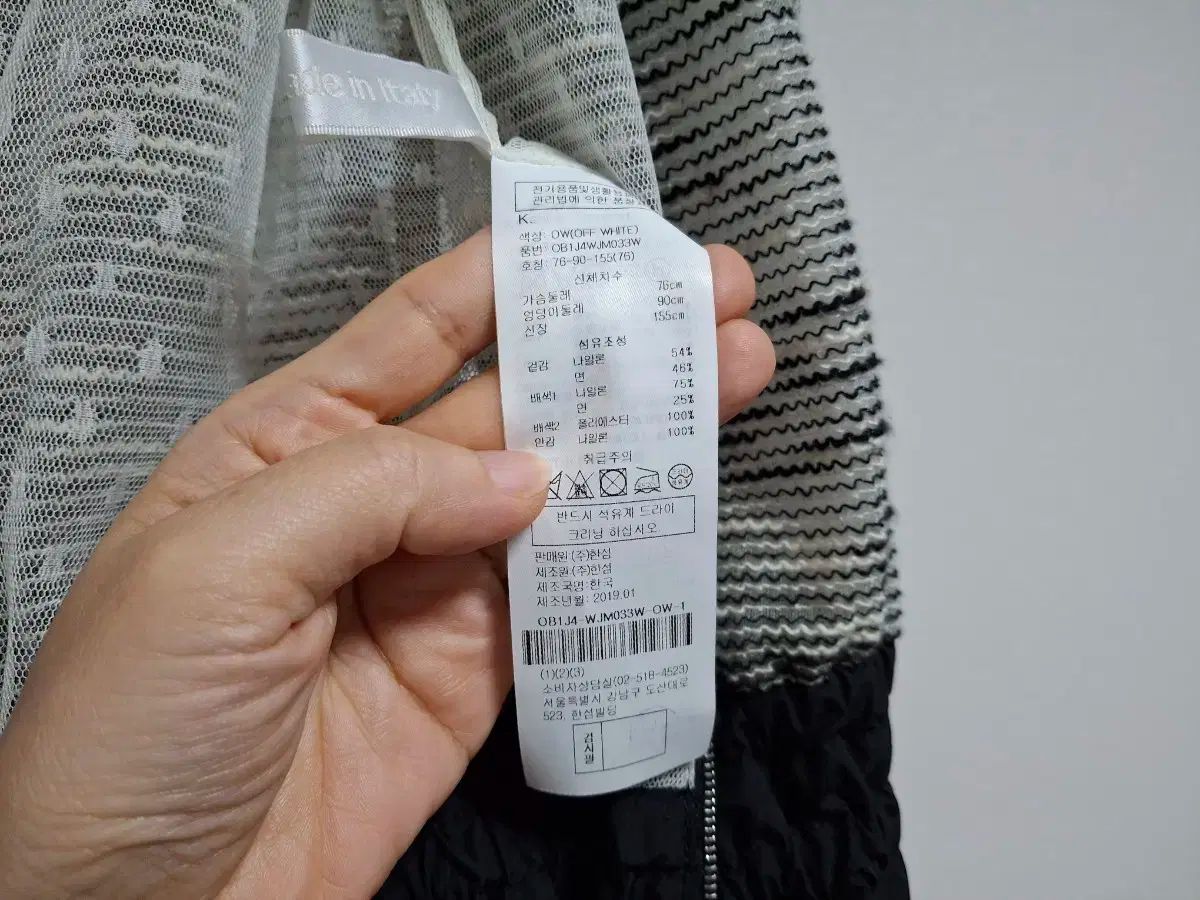 de in Italy
전기용품및생활용
관리법에 의한 품질
K.
색상: OW(OFF WHITE)
품번: OB1J4WJM033W
호칭: 76-90-155(76)
신체치수
가슴둘레 76cm
엉덩이둘레 90cm
신장 155cm
섬유조성
겉감 나일론 54%
면 46%
배색1 나일론 75%
면 25%
배색2 폴리에스터 100%
안감 나일론 100%
취급주의
반드시 석유계 드라이
크리닝 하십시오
판매원 (주)한섬
제조원 (주)한섬
제조국명:한국
제조년월: 2019.01
OB1J4-WJM033W-OW-1
(1)(2)(3)
소비자상담실(02-518-4523)
서울특별시 강남구 도산대로
523, 한섬빌딩
검사필